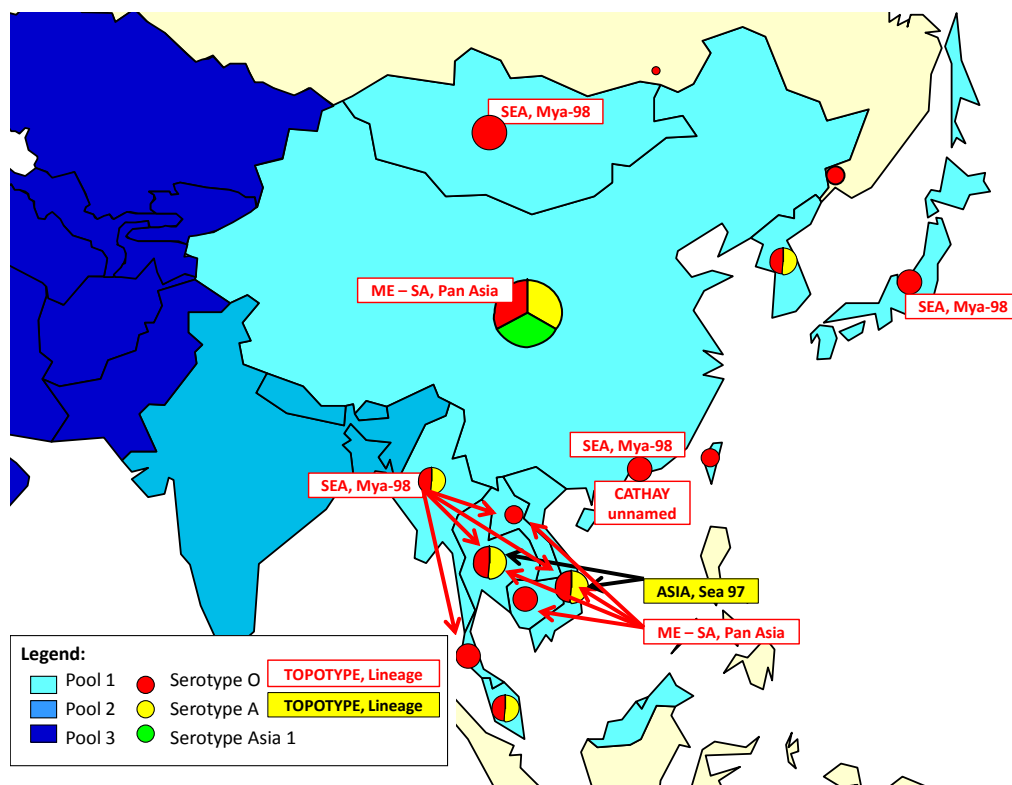 SEA, Mya-98
ME – SA, Pan Asia
SEA, Mya-98
SEA, Mya-98
SEA, Mya-98
CATHAY
unnamed
ASIA, Sea 97
ME – SA, Pan Asia
Legend:
Pool 1
Pool 2
Pool 3
Serotype O
Serotype A
Serotype Asia 1
TOPOTYPE, Lineage
TOPOTYPE, Lineage